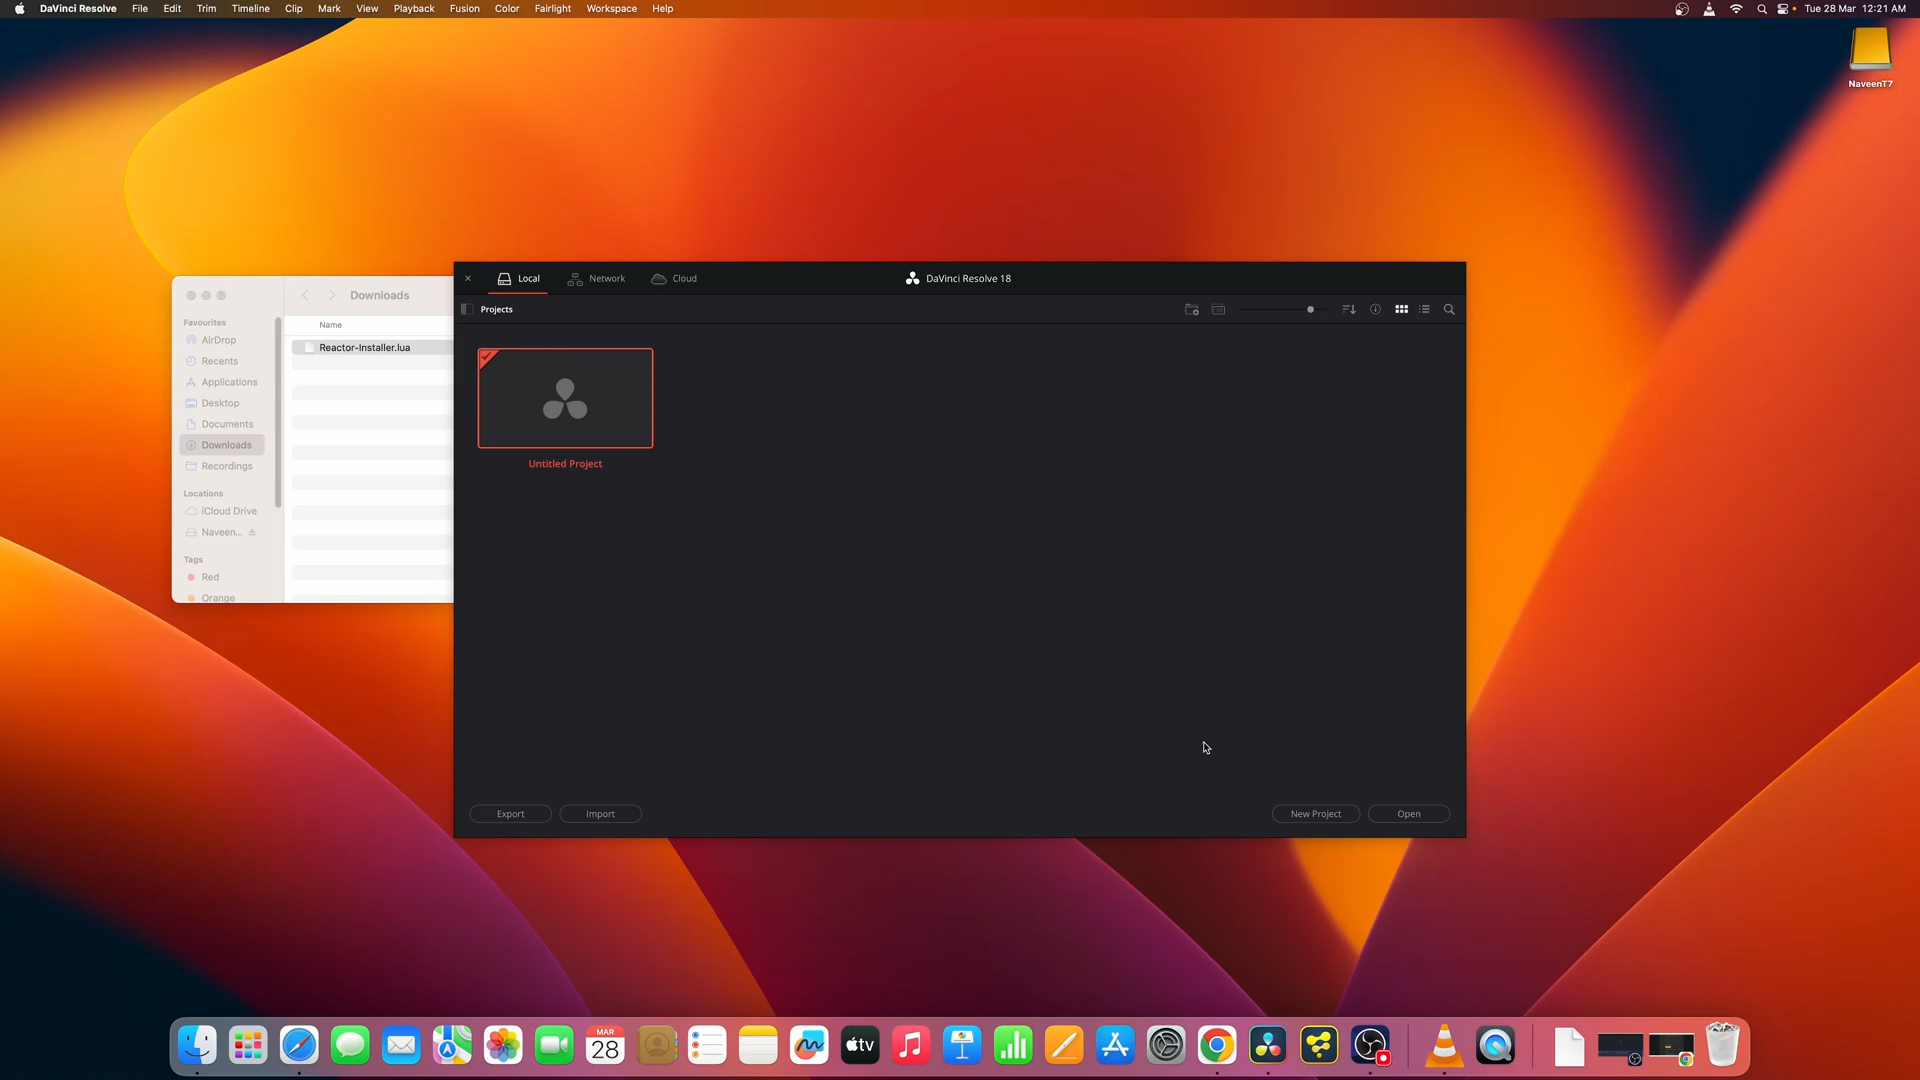 DaVinci Resolve File Edit Trim Timeline Clip Mark View Playback Fusion Color Fairlight Workspace Help Tue 28 Mar 12:21 AM
NaveenT7
Downloads
Name
Reactor-Installer.lua
Favourites
AirDrop
Recents
Applications
Desktop
Documents
Downloads
Recordings
Locations
iCloud Drive
Naveen...
Tags
Red
Orange
Local Network Cloud DaVinci Resolve 18
Projects
Untitled Project
Export Import New Project Open
MAR
28
tv